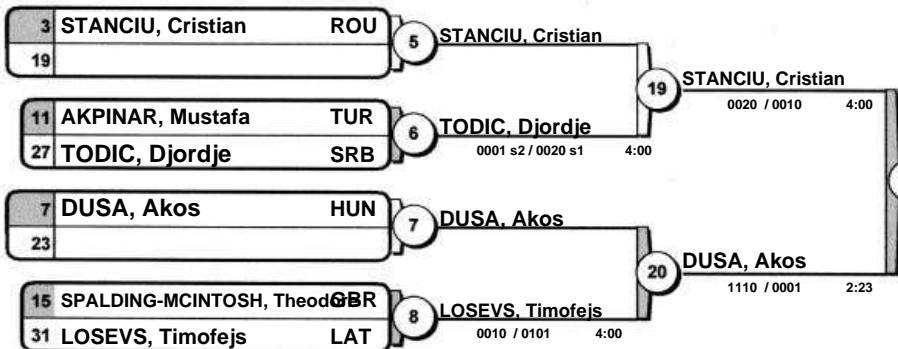 3 STANCIU, Cristian ROU
19
5
STANCIU, Cristian
11 AKPINAR, Mustafa TUR
27 TODIC, Djordje SRB
6
TODIC, Djordje
0001 s2 / 0020 s1 4:00
19
STANCIU, Cristian
0020 / 0010 4:00
7 DUSA, Akos HUN
23
7
DUSA, Akos
15 SPALDING-MCINTOSH, Theodore GBR
31 LOSEVS, Timofejs LAT
8
LOSEVS, Timofejs
0010 / 0101 4:00
20
DUSA, Akos
1110 / 0001 2:23